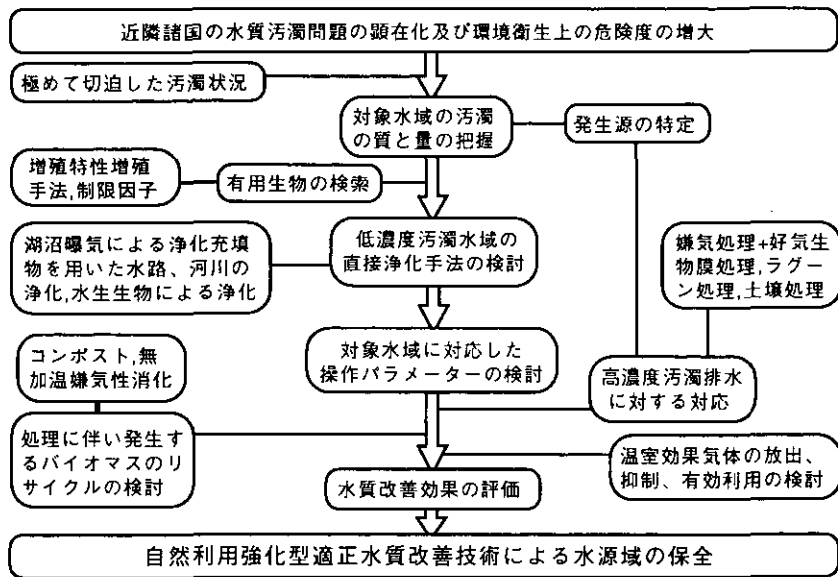 近隣諸国の水質汚濁問題の顕在化及び環境衛生上の危険度の増大
極めて切迫した汚濁状況
対象水域の汚濁
の質と量の把握
発生源の特定
増殖特性増殖
手法,制限因子
有用生物の検索
湖沼曝気による浄化充填
物を用いた水路、河川の
浄化,水生生物による浄化
低濃度汚濁水域の
直接浄化手法の検討
嫌気処理+好気生
物膜処理,ラグー
ン処理,土壌処理
コンポスト,無
加温嫌気性消化
対象水域に対応した
操作パラメーターの検討
高濃度汚濁排水
に対する対応
処理に伴い発生す
るバイオマスのリ
サイクルの検討
温室効果気体の放出、
抑制、有効利用の検討
水質改善効果の評価
自然利用強化型適正水質改善技術による水源域の保全